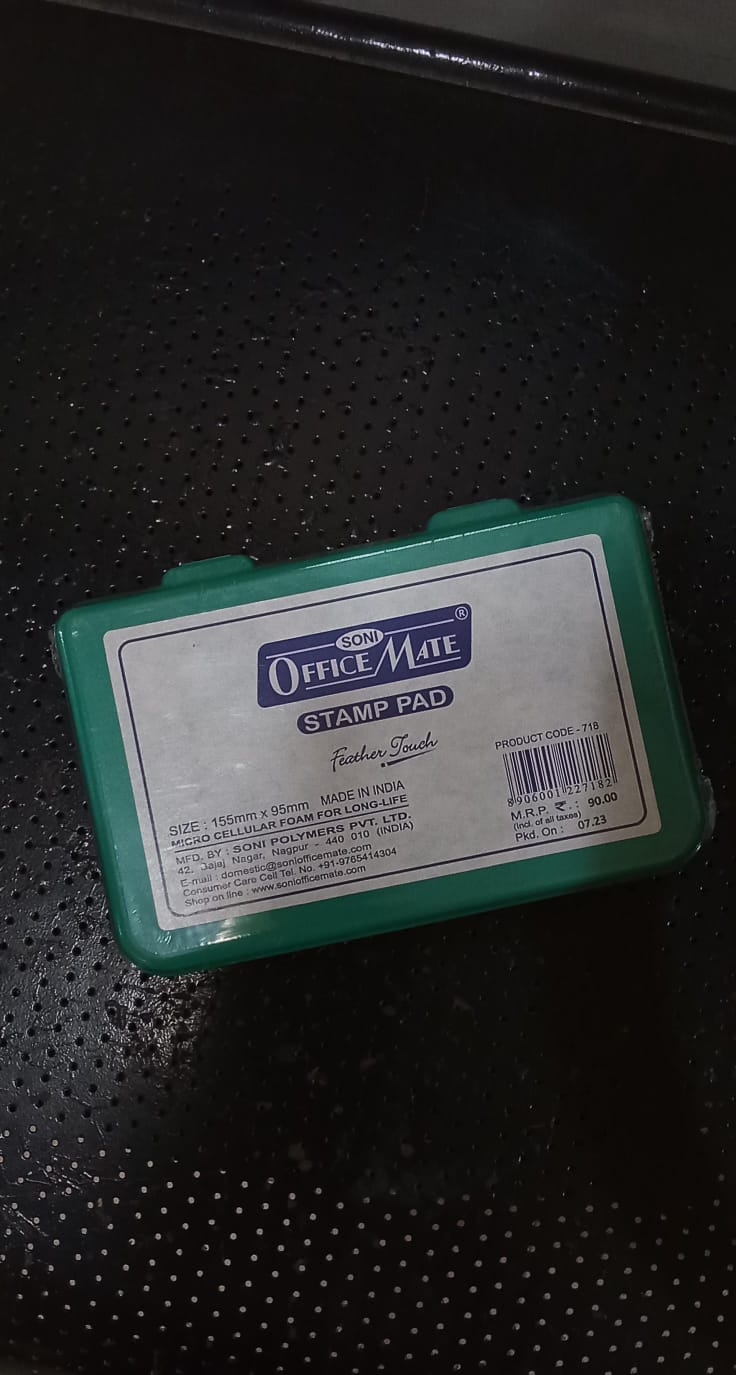 SONI
OFFICE MATE ®
STAMP PAD
Feather Touch
SIZE : 155mm x 95mm MADE IN INDIA
MICRO CELLULAR FOAM FOR LONG-LIFE
MFD. BY : SONI POLYMERS PVT. LTD.
42, Bajaj Nagar, Nagpur - 440 010 (INDIA)
E-mail : domestic@soniofficemate.com
Consumer Care Cell Tel. No. +91-9765414304
Shop on line : www.soniofficemate.com
PRODUCT CODE - 718
8 906001 227182
M.R.P. ₹ : 90.00
(Incl. of all taxes)
Pkd. On : 07.23